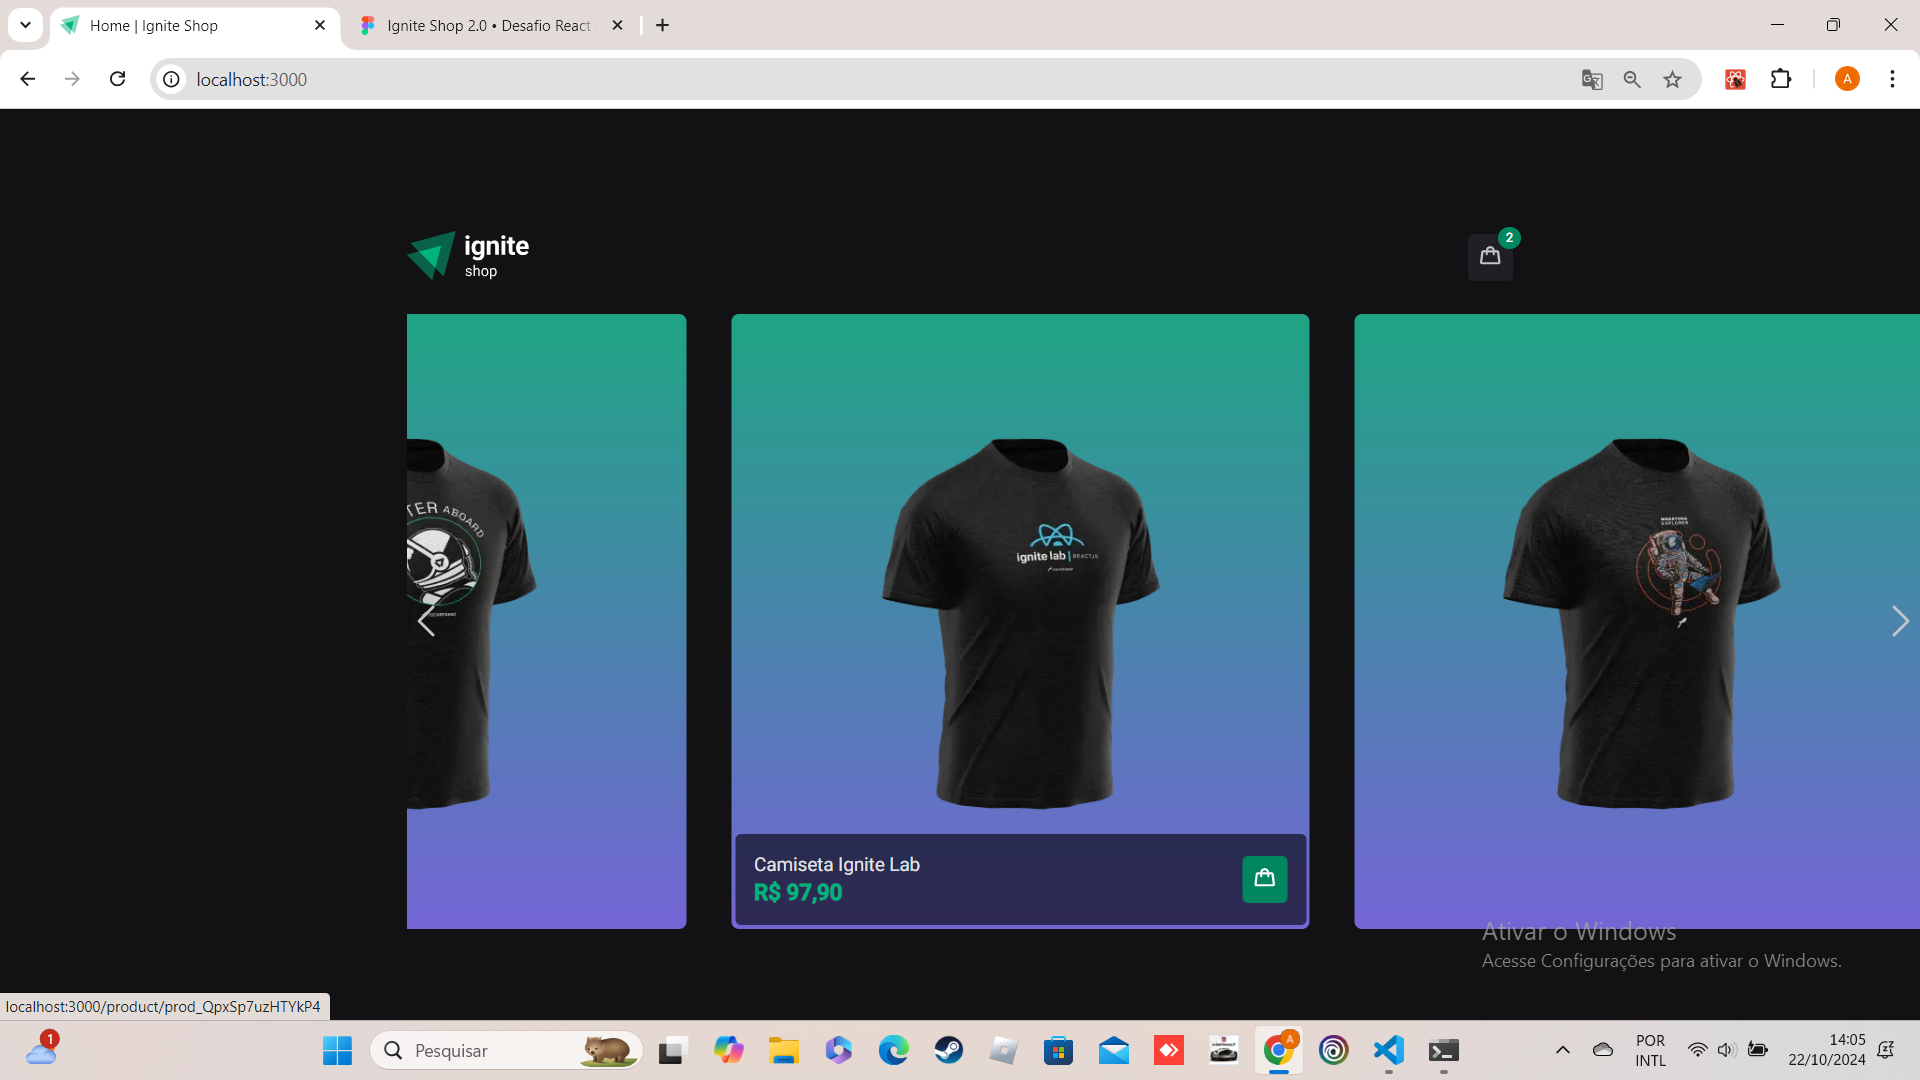 Home | Ignite Shop
Ignite Shop 2.0 • Desafio React
localhost:3000
A
ignite
shop
2
TER ABOARD
ignite lab | REACTJS
EXPLORER
Camiseta Ignite Lab
R$ 97,90
Ativar o Windows
Acesse Configurações para ativar o Windows.
localhost:3000/product/prod_QpxSp7uzHTYkP4
1
Pesquisar
A
POR
INTL
14:05
22/10/2024